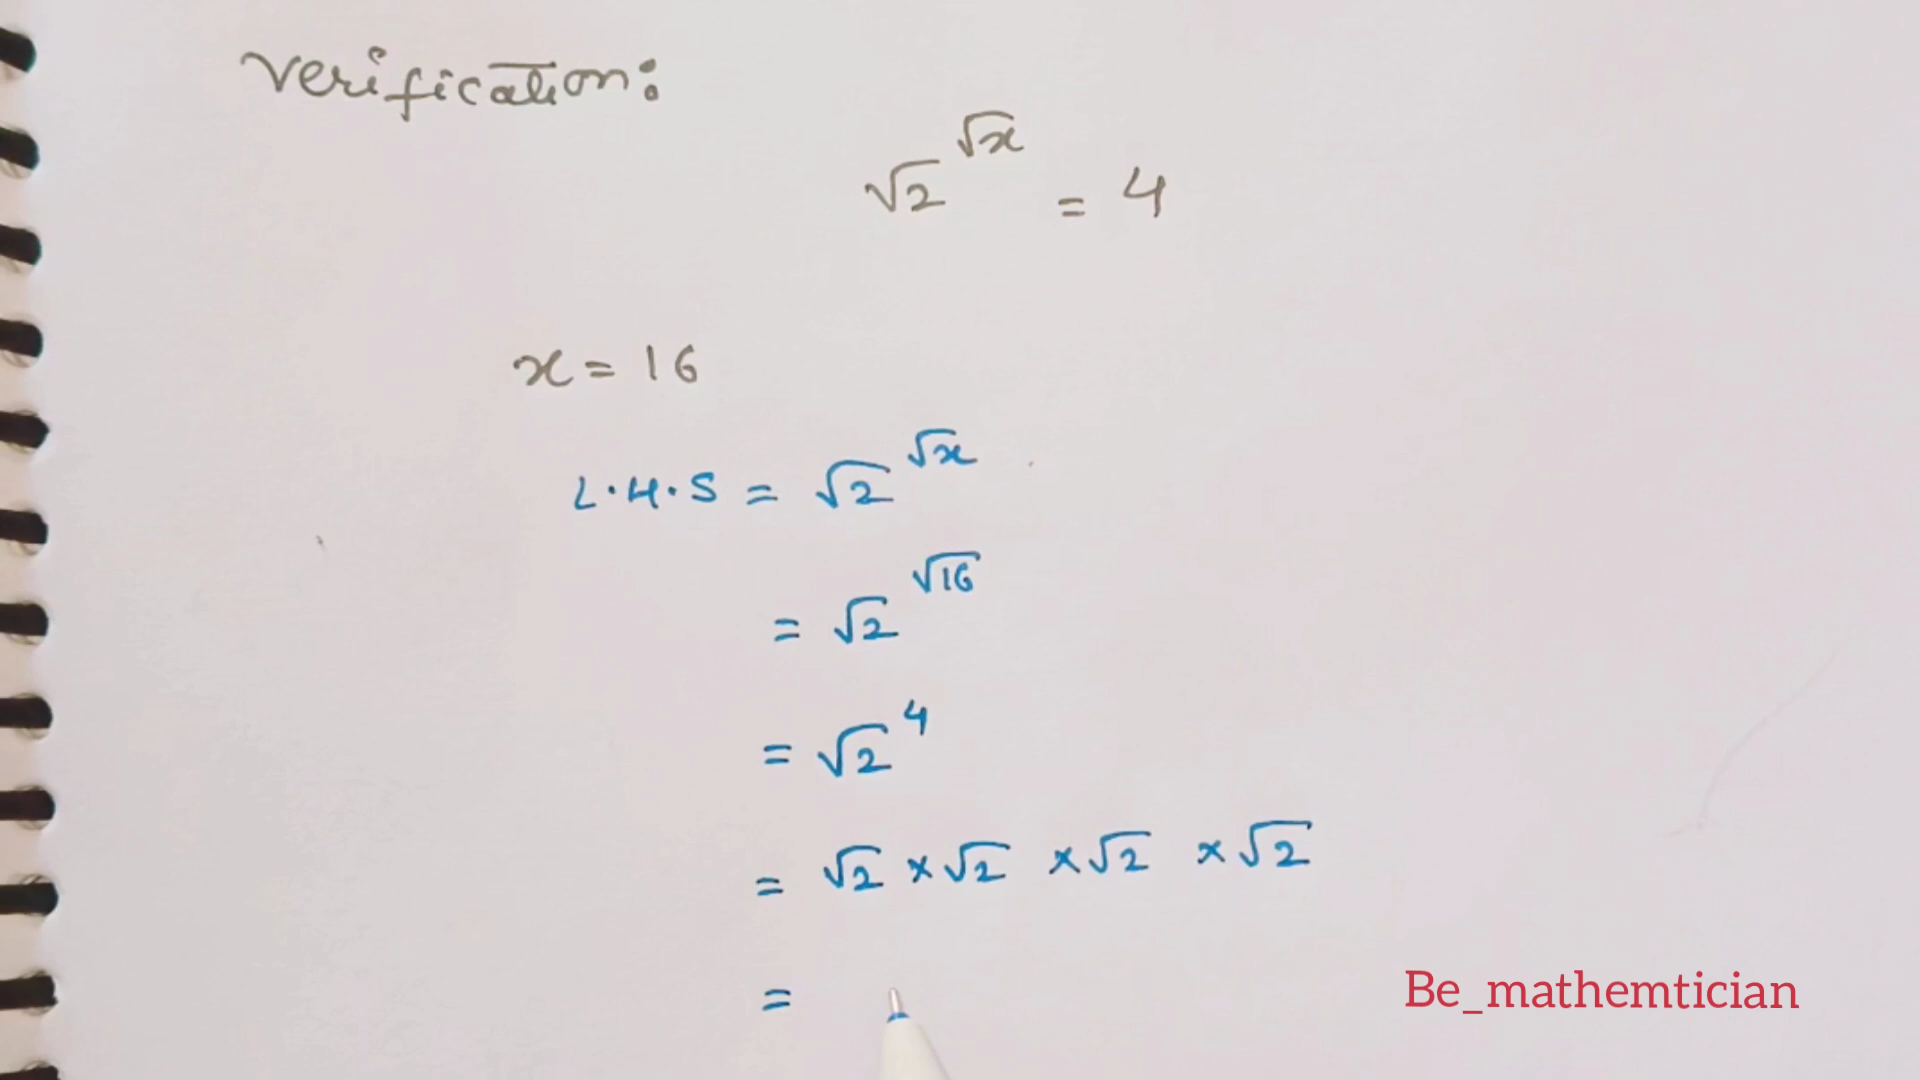 Verification:
√2^√x = 4
x = 16
L.H.S = √2^√x
= √2^√16
= √2^4
= √2 × √2 × √2 × √2
=
Be_mathemtician